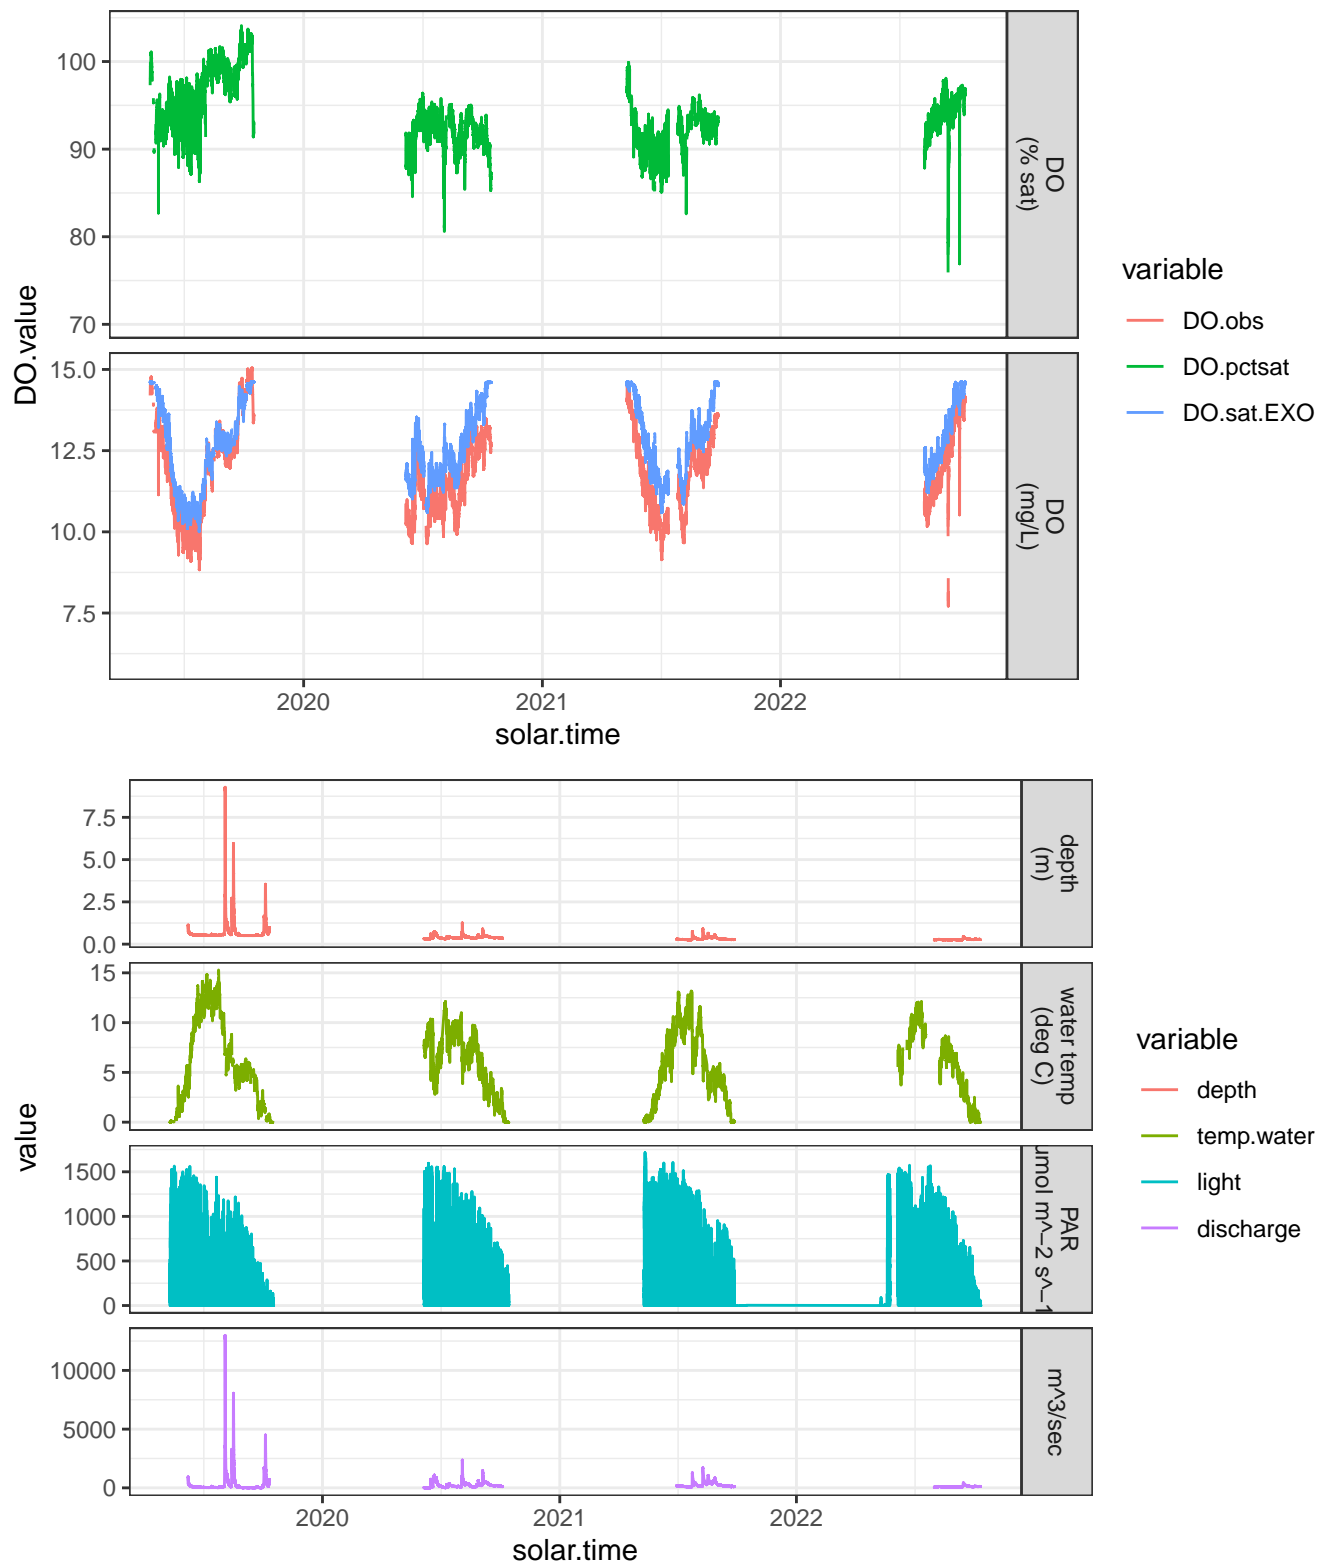 100
90
80
70
DO
(% sat)
15.0
12.5
10.0
7.5
DO
(mg/L)
DO.value
2020
2021
2022
solar.time
variable
DO.obs
DO.pctsat
DO.sat.EXO
7.5
5.0
2.5
0.0
depth
(m)
15
10
5
0
water temp
(deg C)
1500
1000
500
0
PAR
µmol m^−2 s^−1
10000
5000
0
m^3/sec
value
2020
2021
2022
solar.time
variable
depth
temp.water
light
discharge